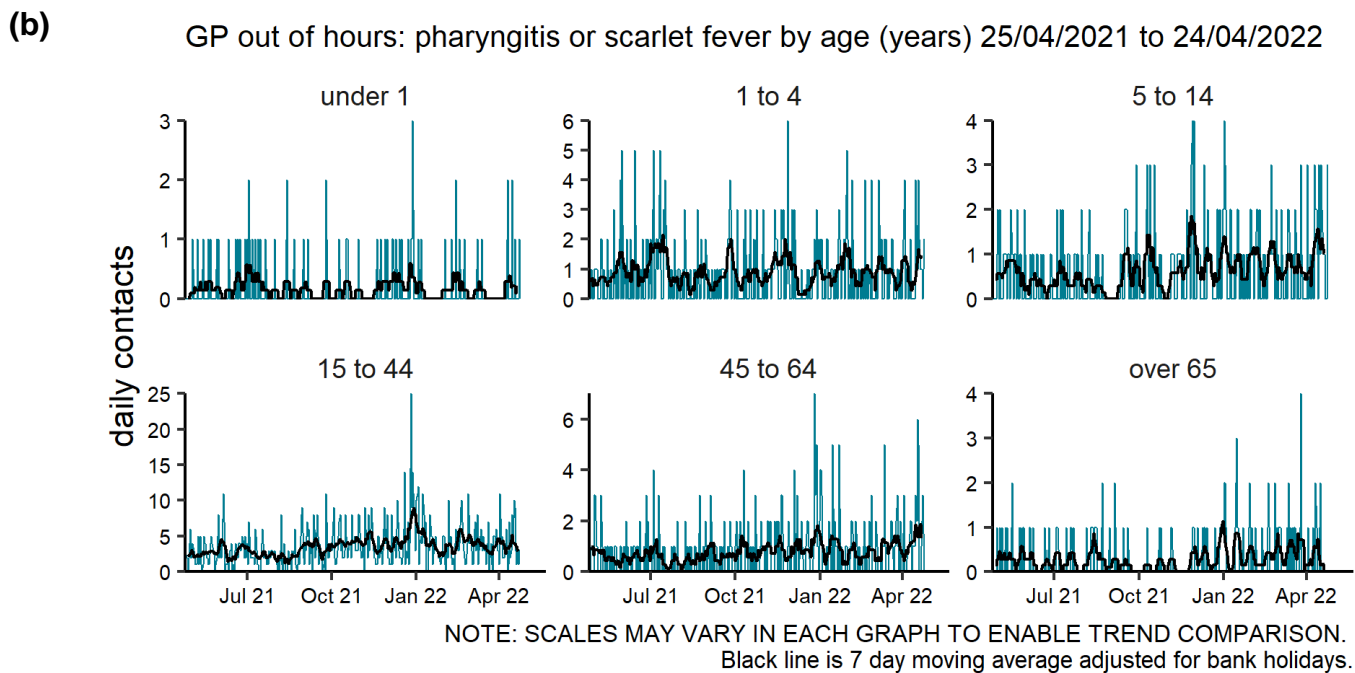 (b)
GP out of hours: pharyngitis or scarlet fever by age (years) 25/04/2021 to 24/04/2022
daily contacts
under 1
3
2
1
0
1 to 4
6
5
4
3
2
1
0
5 to 14
4
3
2
1
0
15 to 44
25
20
15
10
5
0
Jul 21 Oct 21 Jan 22 Apr 22
45 to 64
6
4
2
0
Jul 21 Oct 21 Jan 22 Apr 22
over 65
4
3
2
1
0
Jul 21 Oct 21 Jan 22 Apr 22
NOTE: SCALES MAY VARY IN EACH GRAPH TO ENABLE TREND COMPARISON.
Black line is 7 day moving average adjusted for bank holidays.